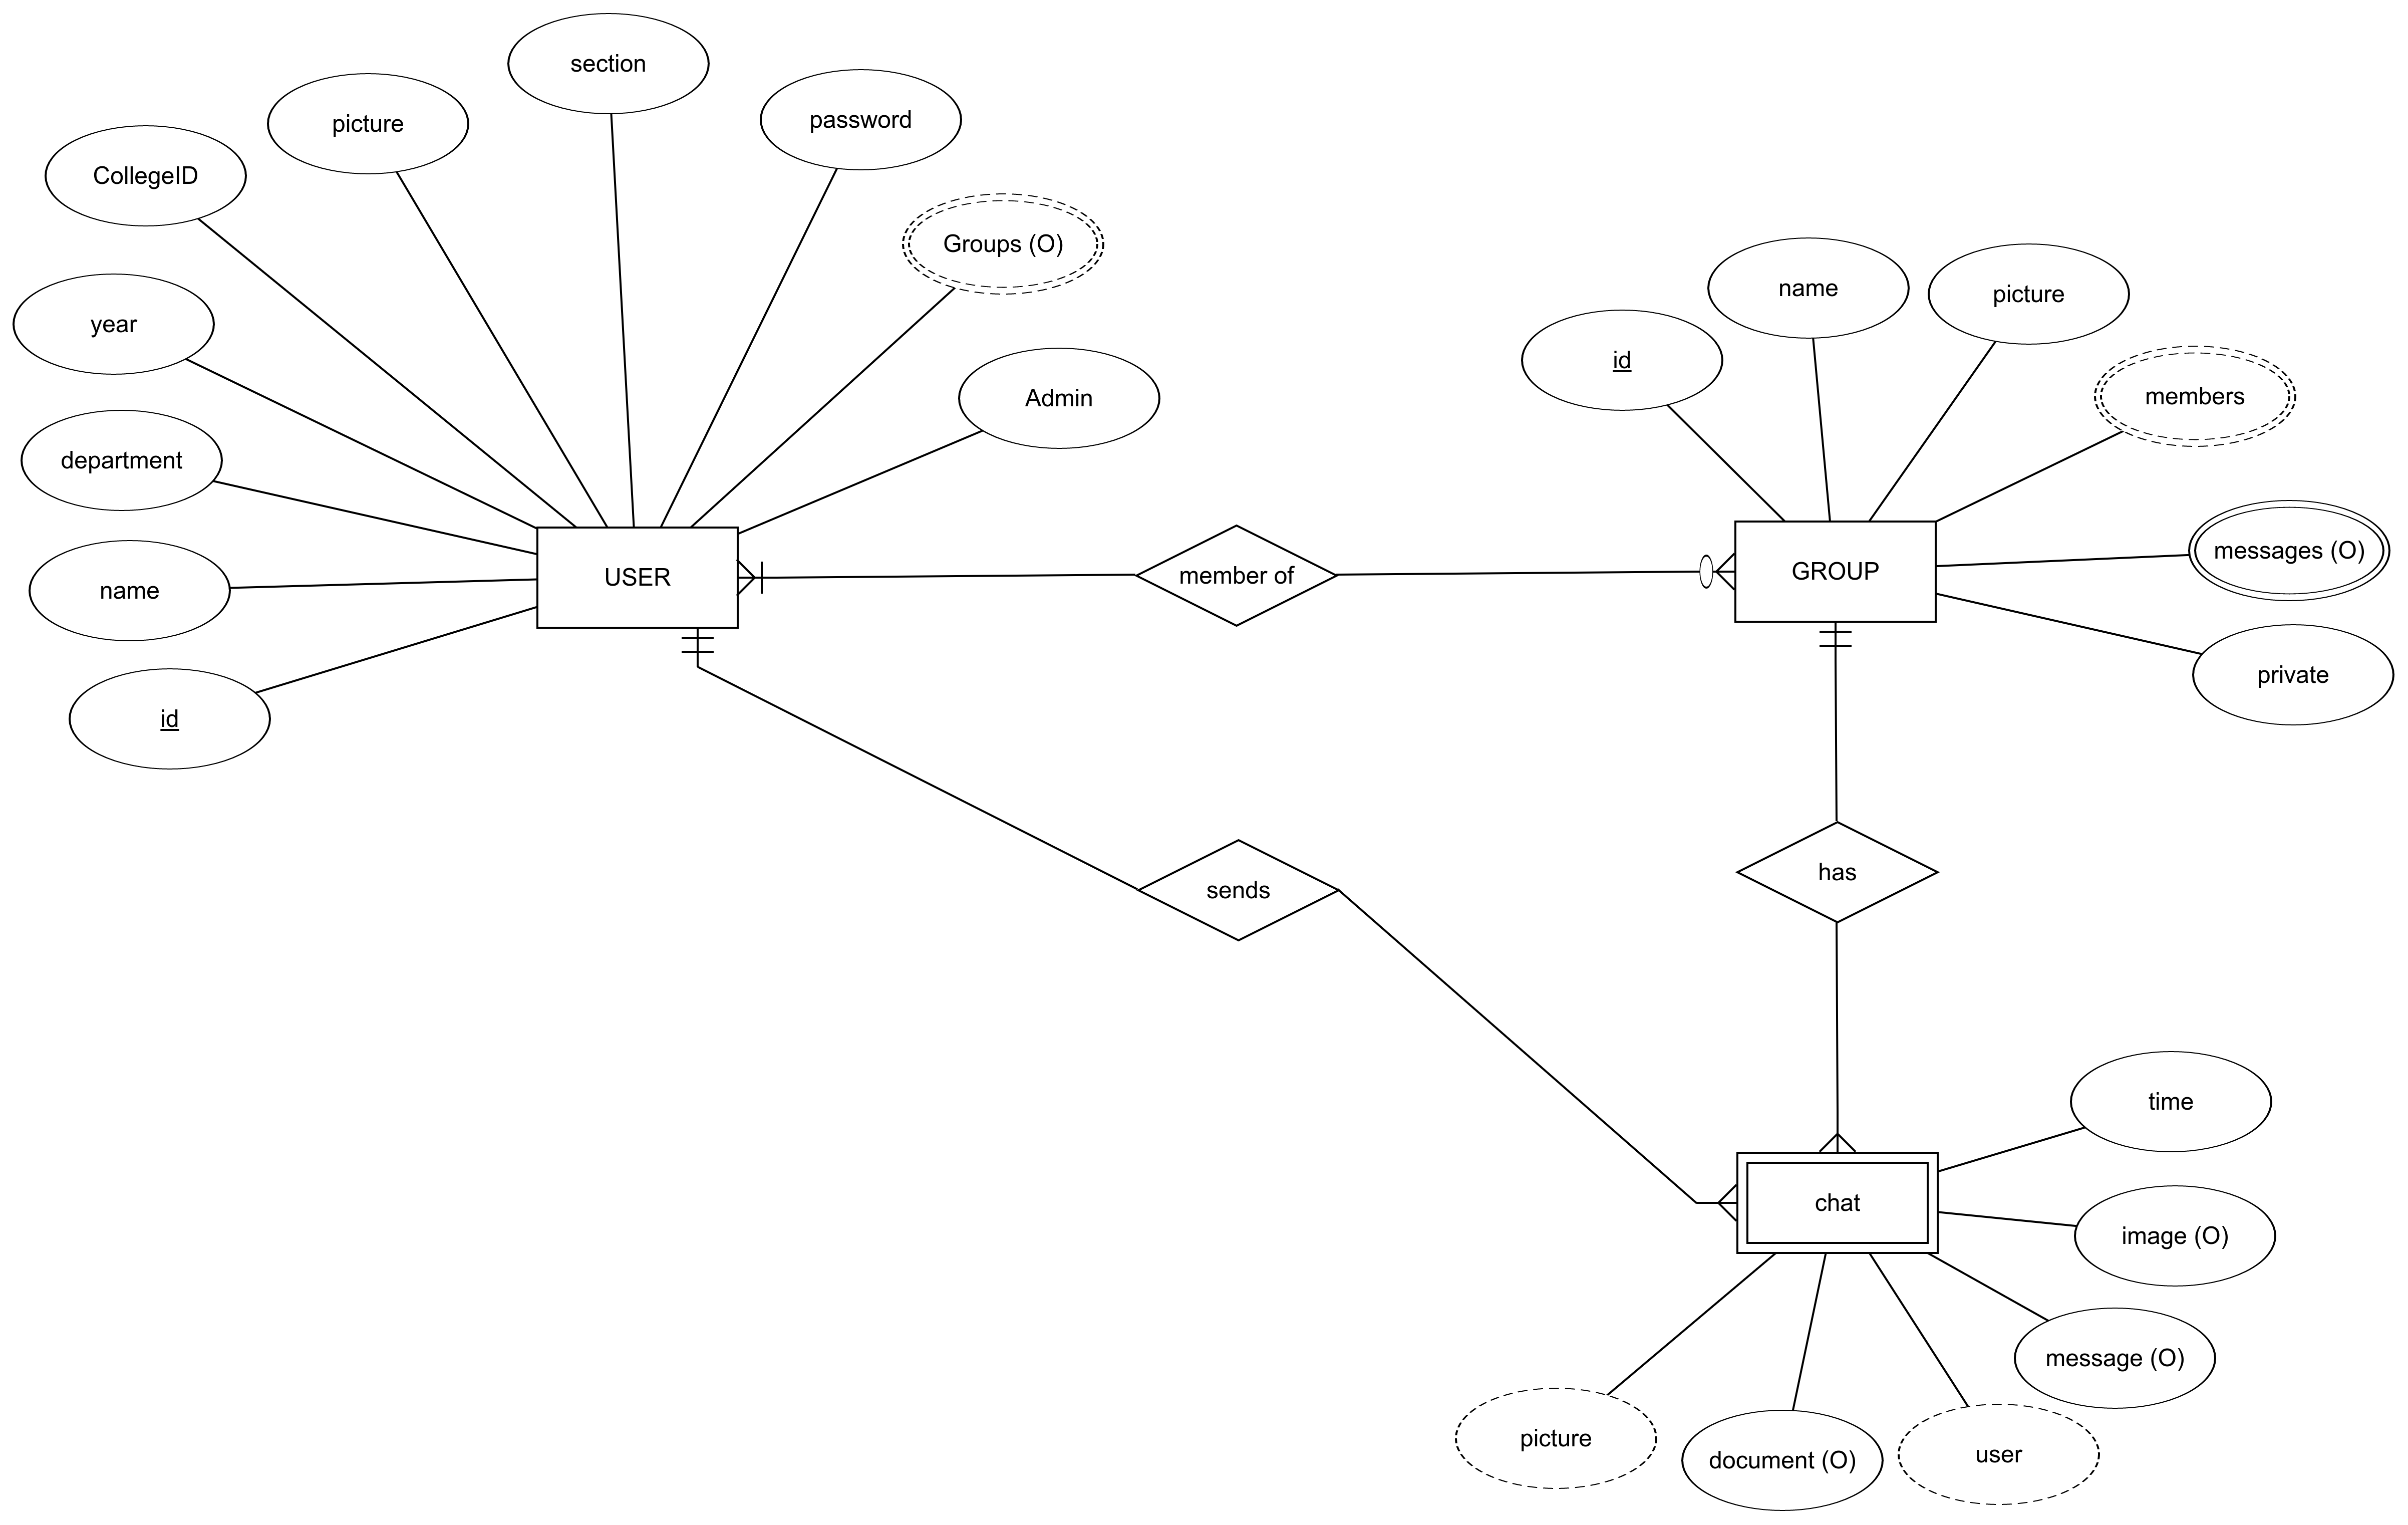 section
picture
password
CollegeID
Groups (O)
year
Admin
department
name
id
USER
member of
name
picture
id
members
messages (O)
GROUP
private
sends
has
time
chat
image (O)
message (O)
picture
document (O)
user